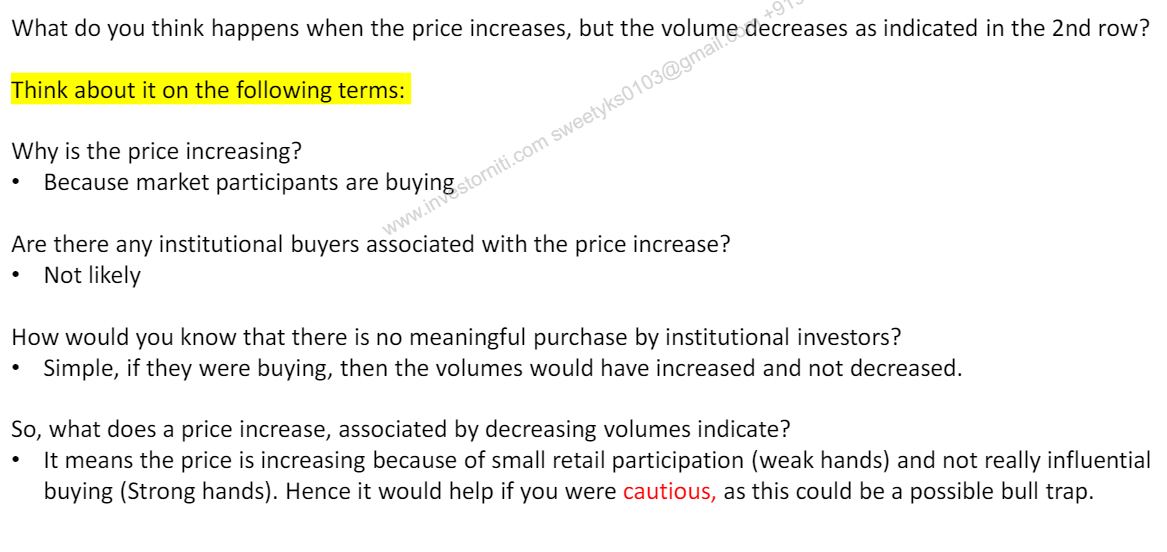 What do you think happens when the price increases, but the volume decreases as indicated in the 2nd row?
Think about it on the following terms:
Why is the price increasing?
• Because market participants are buying
Are there any institutional buyers associated with the price increase?
• Not likely
How would you know that there is no meaningful purchase by institutional investors?
• Simple, if they were buying, then the volumes would have increased and not decreased.
So, what does a price increase, associated by decreasing volumes indicate?
• It means the price is increasing because of small retail participation (weak hands) and not really influential
buying (Strong hands). Hence it would help if you were cautious, as this could be a possible bull trap.
www.investorniti.com sweetyks0103@gmail.com